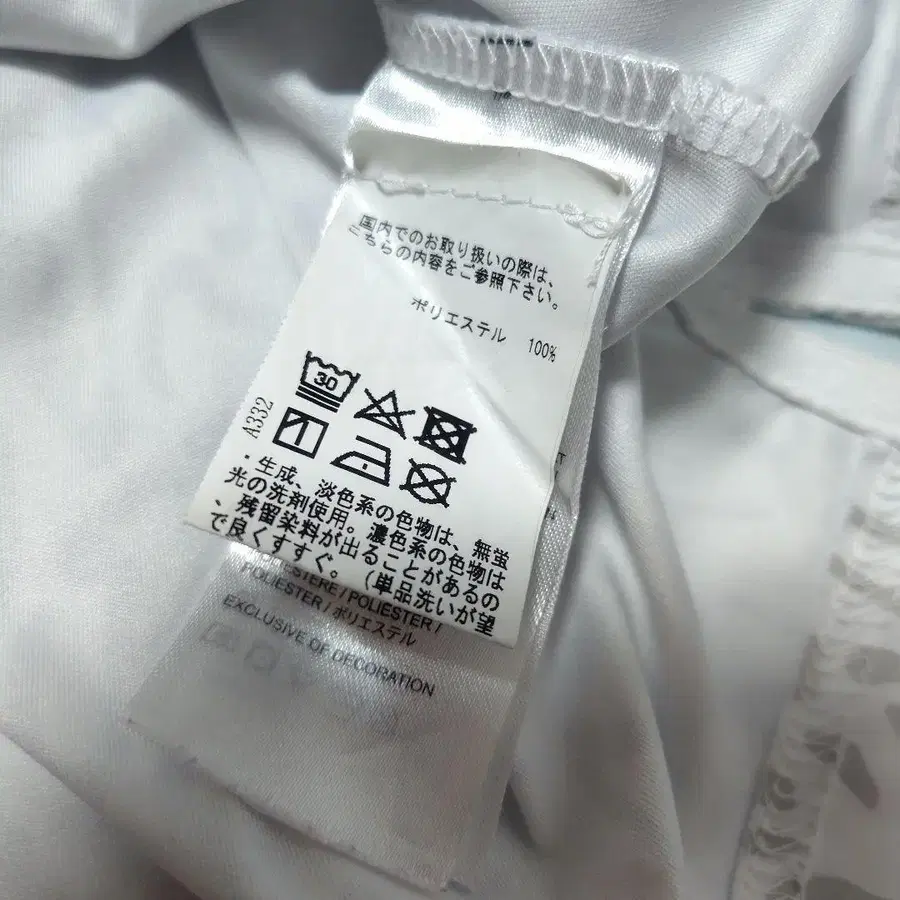 国内でのお取り扱いの際は、
こちらの内容をご参照下さい。
ポリエステル 100%
30
A332
・生成、淡色系の色物は、無蛍
光の洗剤使用。濃色系の色物は
、残留染料が出ることがあるの
で良くすすぐ。(単品洗いが望
POLIESTERE/POLIESTER/
POLIESTER/ポリエステル
EXCLUSIVE OF DECORATION